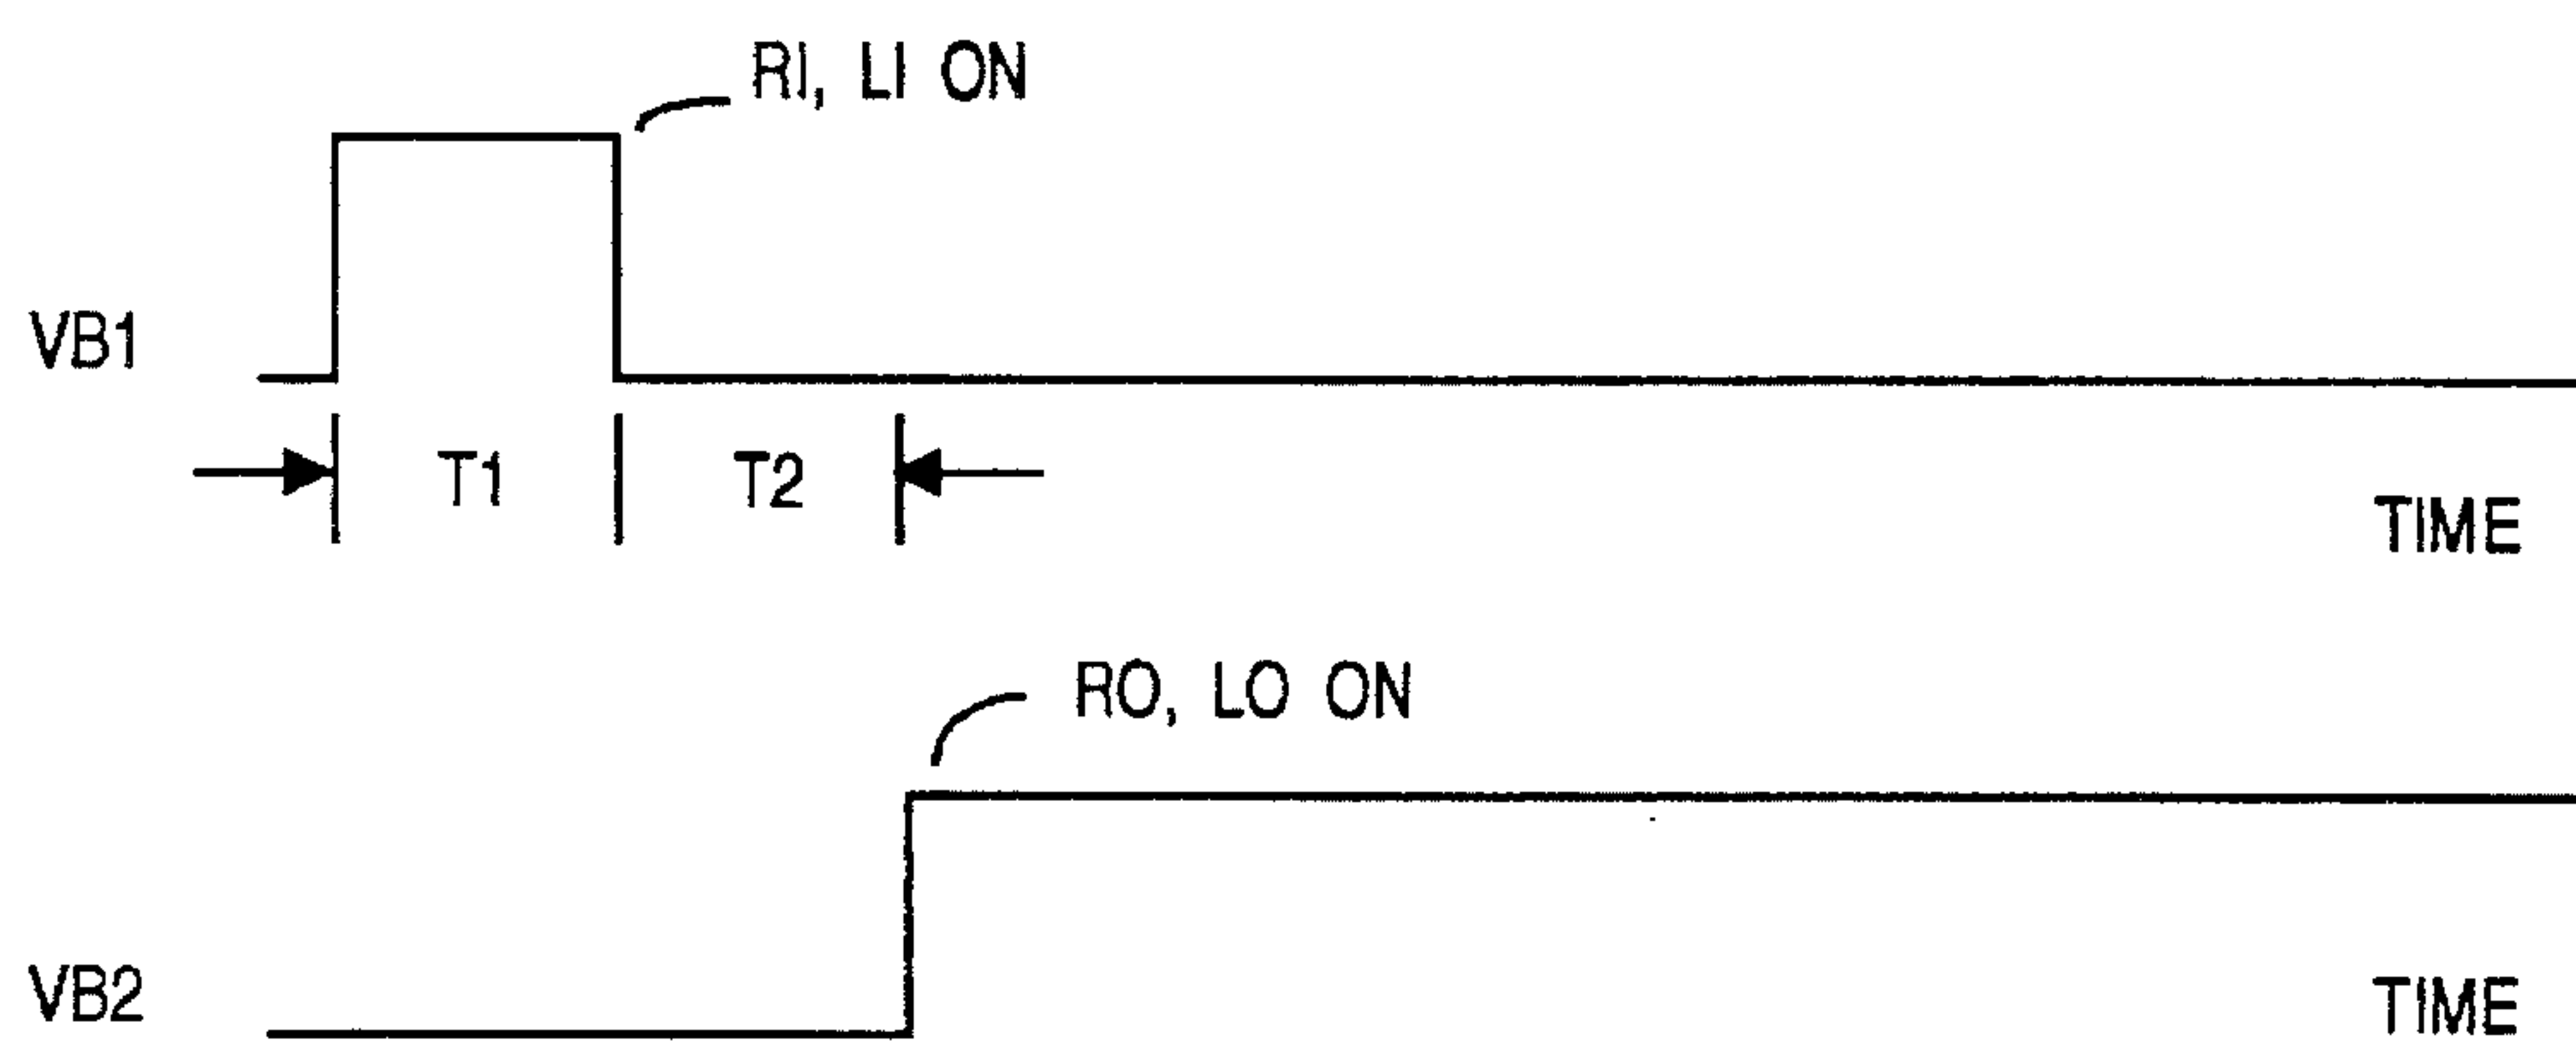 RI, LI ON
VB1
T1
T2
TIME
RO, LO ON
VB2
TIME